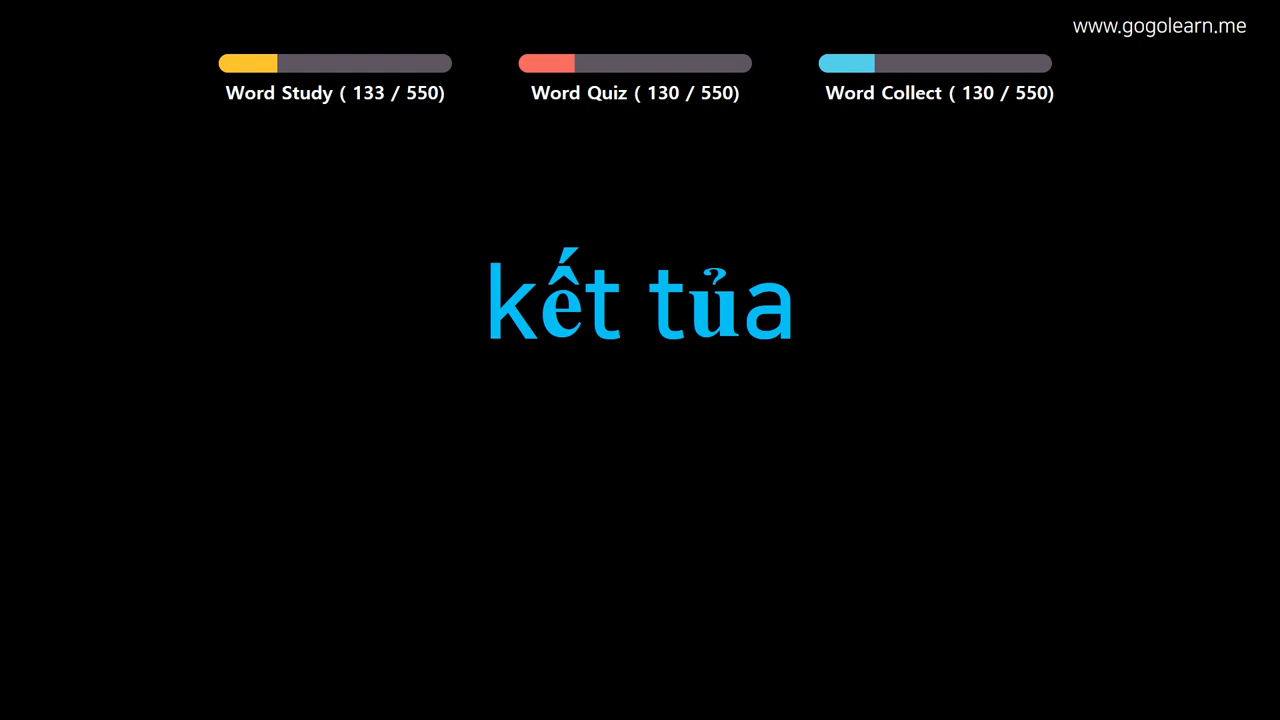 www.gogolearn.me
Word Study ( 133 / 550)
Word Quiz ( 130 / 550)
Word Collect ( 130 / 550)
kết tủa